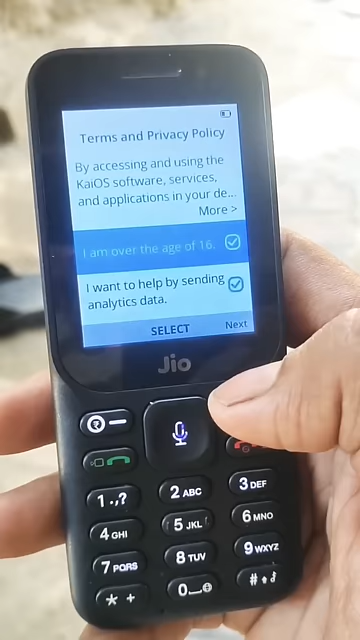 Terms and Privacy Policy
By accessing and using the
KaiOS software, services,
and applications in your de...
More >
I am over the age of 16.
I want to help by sending
analytics data.
SELECT Next
Jio
1 .,? 2 ABC 3 DEF
4 GHI 5 JKL 6 MNO
7 PQRS 8 TUV 9 WXYZ
* + 0 #